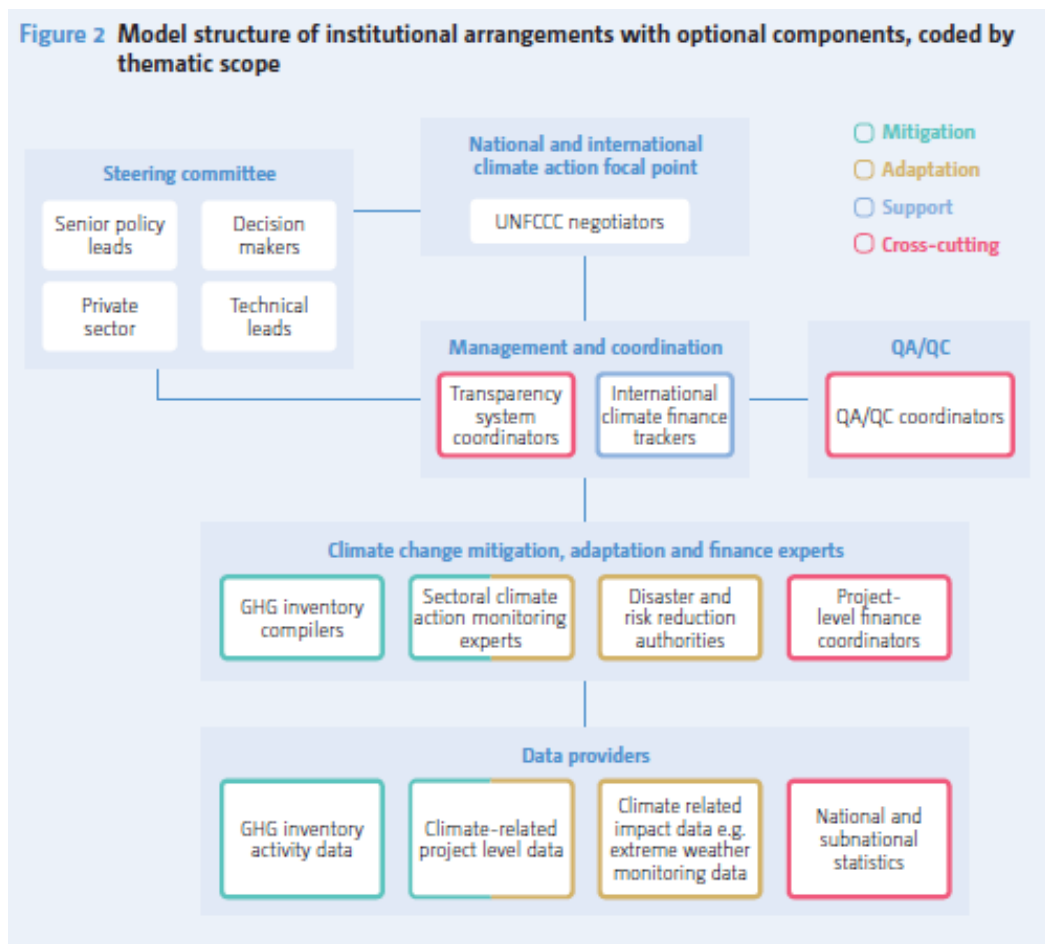 Figure 2 Model structure of institutional arrangements with optional components, coded by
thematic scope
National and international
climate action focal point
UNFCCC negotiators
Mitigation
Adaptation
Support
Cross-cutting
Steering committee
Senior policy
leads
Decision
makers
Private
sector
Technical
leads
Management and coordination
Transparency
system
coordinators
International
climate finance
trackers
QA/QC
QA/QC coordinators
Climate change mitigation, adaptation and finance experts
GHG inventory
compilers
Sectoral climate
action monitoring
experts
Disaster and
risk reduction
authorities
Project-
level finance
coordinators
Data providers
GHG inventory
activity data
Climate-related
project level data
Climate related
impact data e.g.
extreme weather
monitoring data
National and
subnational
statistics